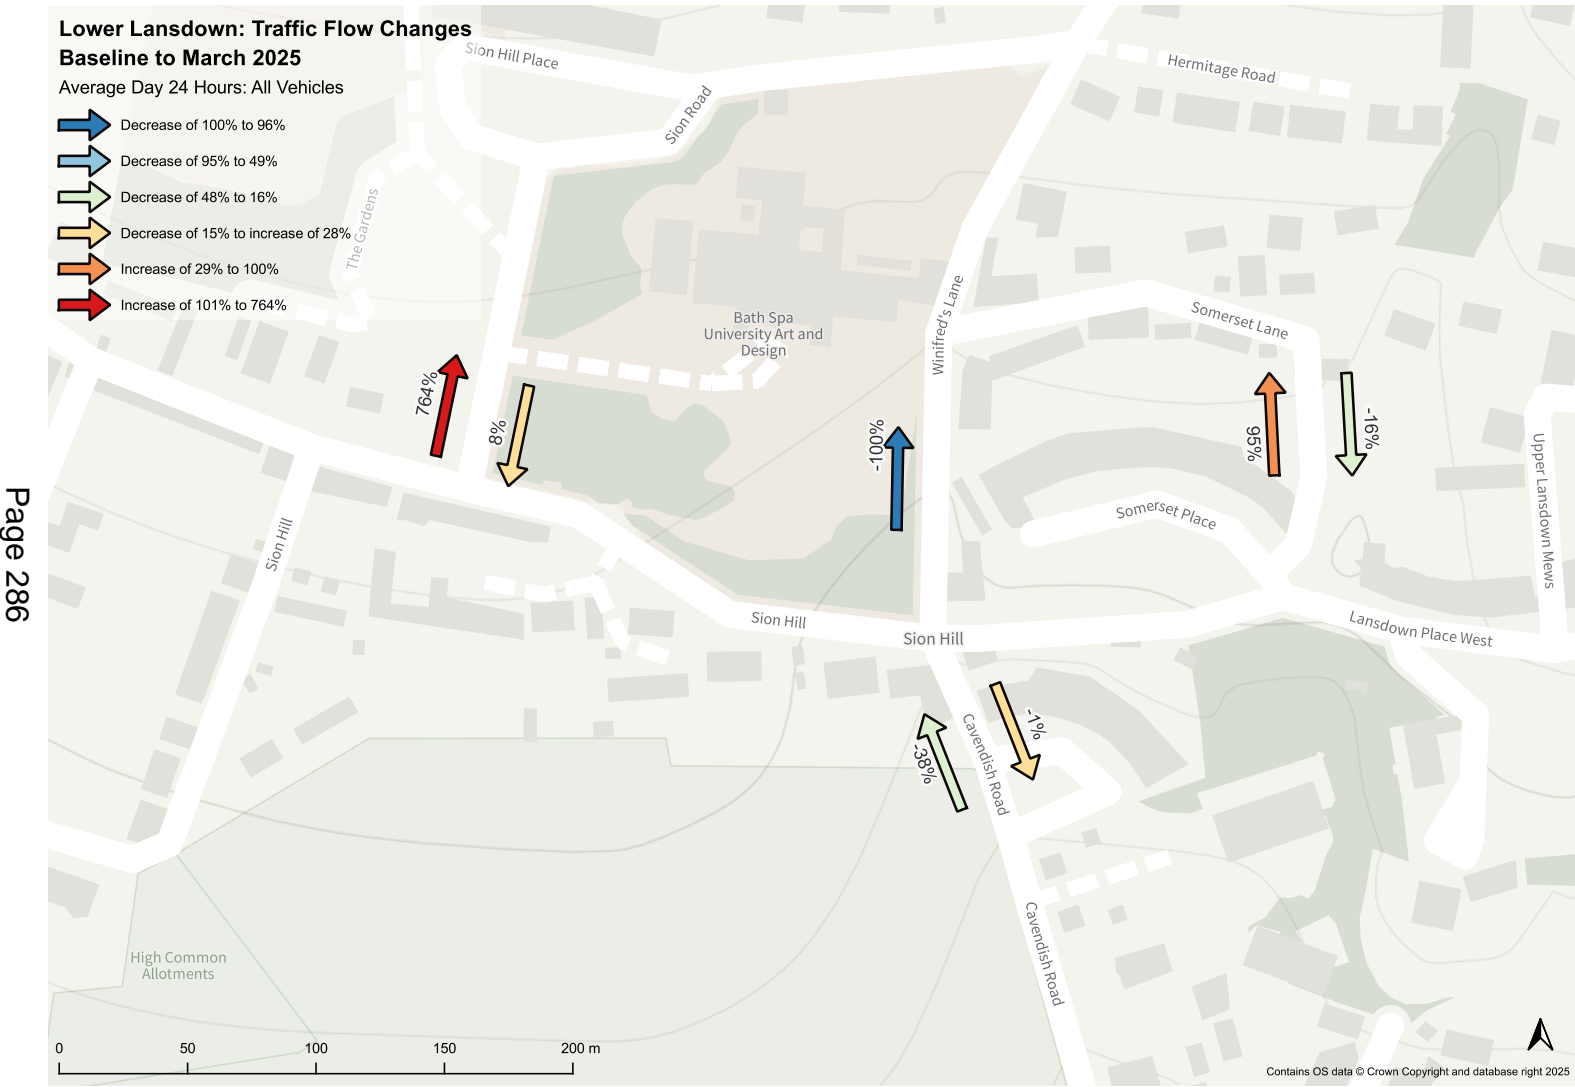 Lower Lansdown: Traffic Flow Changes
Baseline to March 2025
Average Day 24 Hours: All Vehicles
Decrease of 100% to 96%
Decrease of 95% to 49%
Decrease of 48% to 16%
Decrease of 15% to increase of 28%
Increase of 29% to 100%
Increase of 101% to 764%
Sion Hill Place
Sion Road
Hermitage Road
The Gardens
Bath Spa
University Art and
Design
Winifred's Lane
Somerset Lane
764%
8%
-100%
95%
-16%
Upper Lansdown Mews
Somerset Place
Page 286
Sion Hill
Sion Hill
Sion Hill
Lansdown Place West
-1%
-38%
Cavendish Road
Cavendish Road
High Common
Allotments
0 50 100 150 200 m
Contains OS data © Crown Copyright and database right 2025